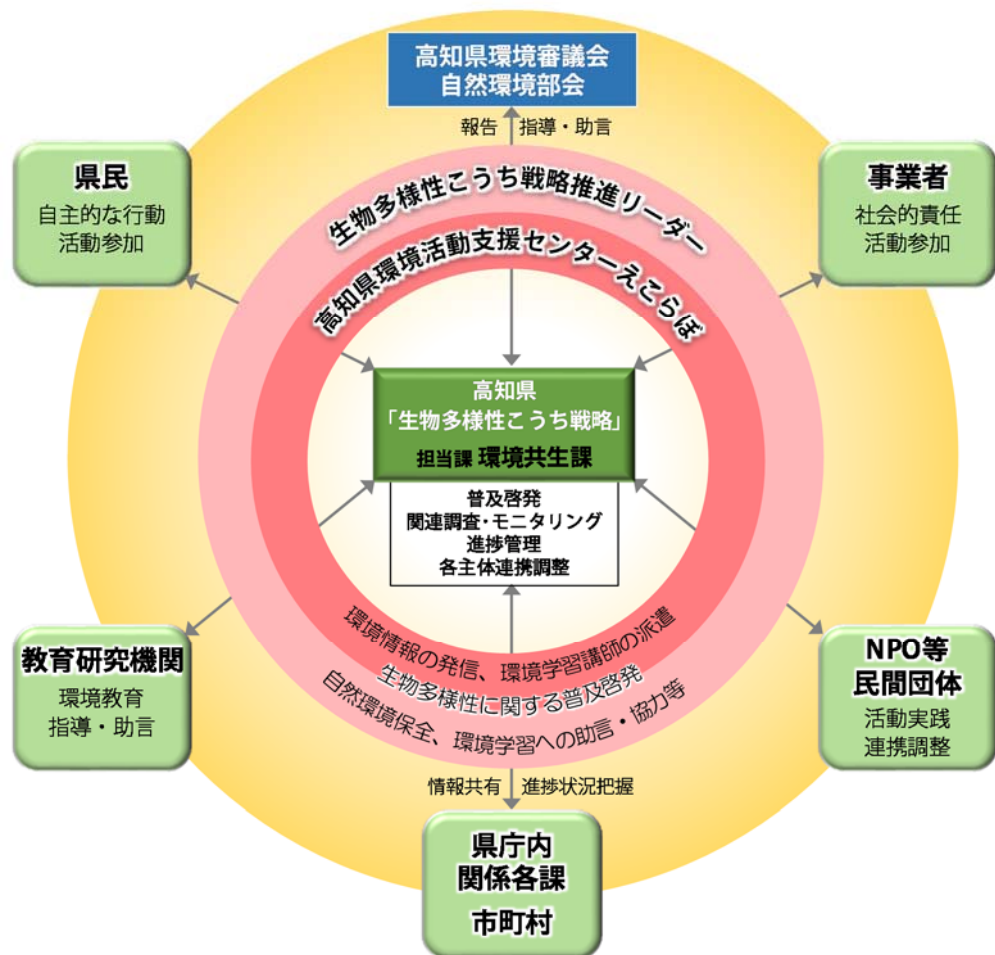 高知県環境審議会
自然環境部会
報告
指導・助言
県民
自主的な行動
活動参加
事業者
社会的責任
活動参加
生物多様性こうち戦略推進リーダー
高知県環境活動支援センターえこらぼ
高知県
「生物多様性こうち戦略」
担当課 環境共生課
普及啓発
関連調査・モニタリング
進捗管理
各主体連携調整
環境情報の発信、環境学習講師の派遣
生物多様性に関する普及啓発
自然環境保全、環境学習への助言・協力等
教育研究機関
環境教育
指導・助言
NPO等
民間団体
活動実践
連携調整
情報共有
進捗状況把握
県庁内
関係各課
市町村